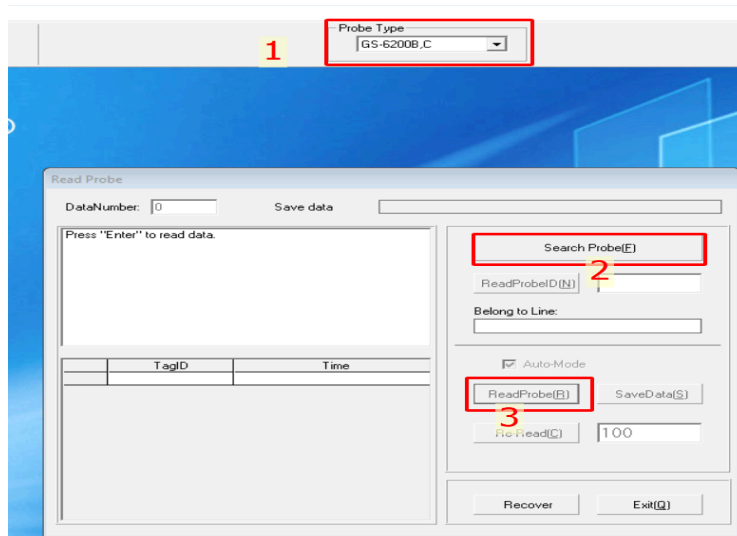 Probe Type
1
GS-6200B,C
Read Probe
DataNumber: 0
Save data
Press "Enter" to read data.
Search Probe(F)
2
ReadProbeID(N)
Belong to Line:
TagID
Time
Auto-Mode
ReadProbe(R)
SaveData(S)
3
Re-Read(C)
100
Recover
Exit(Q)